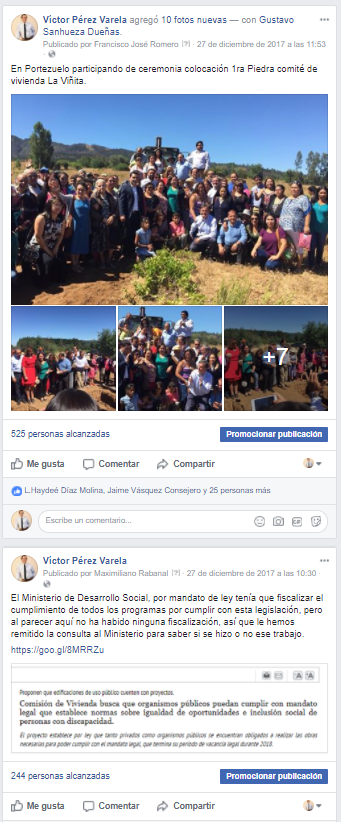 Víctor Pérez Varela agregó 10 fotos nuevas — con Gustavo
Sanhueza Dueñas.
Publicado por Francisco José Romero [?] · 27 de diciembre de 2017 a las 11:53
·
En Portezuelo participando de ceremonia colocación 1ra Piedra comité de
vivienda La Viñita.
+7
525 personas alcanzadas
Promocionar publicación
Me gusta Comentar Compartir
L.Haydeé Díaz Molina, Jaime Vásquez Consejero y 25 personas más
Escribe un comentario...
Víctor Pérez Varela
Publicado por Maximiliano Rabanal [?] · 27 de diciembre de 2017 a las 10:30 ·
El Ministerio de Desarrollo Social, por mandato de ley tenía que fiscalizar el
cumplimiento de todos los programas por cumplir con esta legislación, pero
al parecer aquí no ha habido ninguna fiscalización, así que le hemos
remitido la consulta al Ministerio para saber si se hizo o no ese trabajo.
https://goo.gl/8MRRZu
A A
Proponen que edificaciones de uso público cuenten con proyectos.
Comisión de Vivienda busca que organismos públicos puedan cumplir con mandato
legal que establece normas sobre igualdad de oportunidades e inclusión social de
personas con discapacidad.
El proyecto establece por ley que tanto privados como organismos públicos se encuentran obligados a realizar las obras
necesarias para poder cumplir con el mandato legal, que termina su período de vacancia legal durante 2018.
244 personas alcanzadas
Promocionar publicación
Me gusta Comentar Compartir